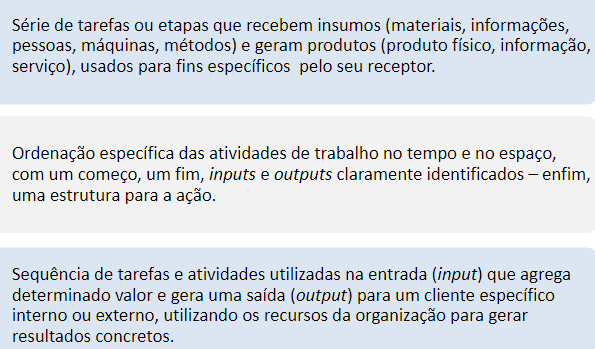 Série de tarefas ou etapas que recebem insumos (materiais, informações,
pessoas, máquinas, métodos) e geram produtos (produto físico, informação,
serviço), usados para fins específicos  pelo seu receptor.
Ordenação específica das atividades de trabalho no tempo e no espaço,
com um começo, um fim, inputs e outputs claramente identificados – enfim,
uma estrutura para a ação.
Sequência de tarefas e atividades utilizadas na entrada (input) que agrega
determinado valor e gera uma saída (output) para um cliente específico
interno ou externo, utilizando os recursos da organização para gerar
resultados concretos.